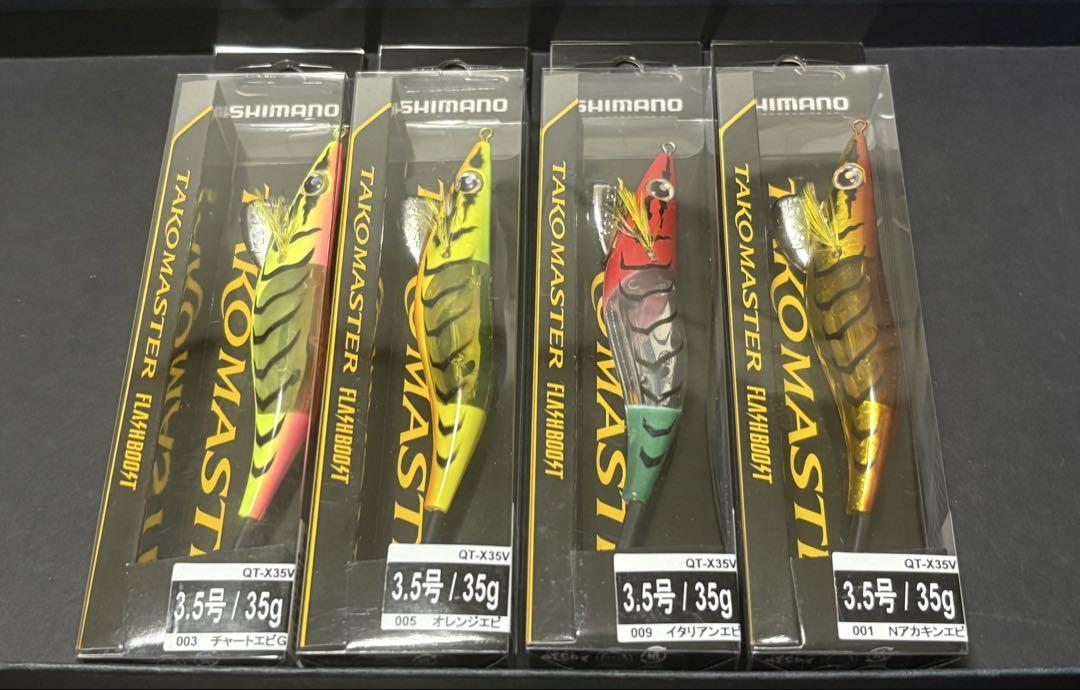 SHIMANO
TAKOMASTER FLASHBOOST
TAKOMAST
QT-X35V
3.5号 / 35g
003 チャートエビG
SHIMANO
TAKOMASTER FLASHBOOST
QT-X35V
3.5号 / 35g
005 オレンジエビ
SHIMANO
TAKOMASTER FLASHBOOST
QT-X35V
3.5号 / 35g
009 イタリアンエビ
SHIMANO
TAKOMASTER FLASHBOOST
QT-X35V
3.5号 / 35g
001 Nアカキンエビ